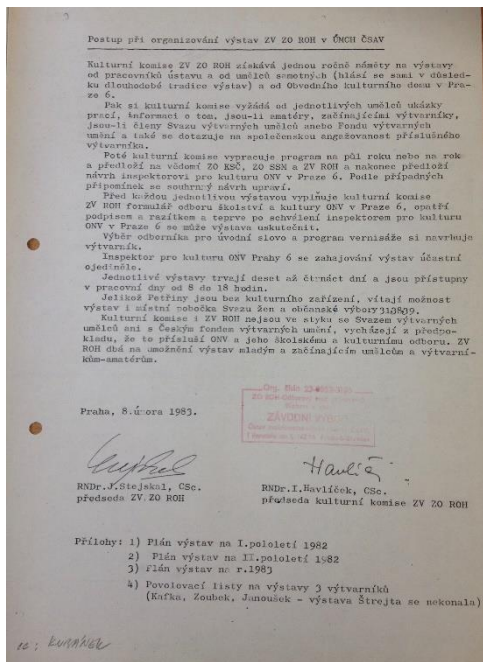 Postup při organizování výstav ZV ZO ROH v ÚMCH ČSAV
Kulturní komise ZV ZO ROH získává jednou ročně náměty na výstavy
od pracovníků ústavu a od umělců samotných (hlásí se sami v důsled-
ku dlouhodobé tradice výstav) a od Obvodního kulturního domu v Pra-
ze 6.
Pak si kulturní komise vyžádá od jednotlivých umělců ukázky
prací, informaci o tom, jsou-li amatéry, začínajícími výtvarníky,
jsou-li členy Svazu výtvarných umělců anebo Fondu výtvarných
umění a také se dotazuje na společenskou angažovanost příslušného
výtvarníka.
Poté kulturní komise vypracuje program na půl roku nebo na rok
a předloží na vědomí ZO KSČ, ZO SSM a ZV ROH a nakonec předloží
návrh inspektorovi pro kulturu ONV v Praze 6. Podle případných
připomínek se souhrnný návrh upraví.
Před každou jednotlivou výstavou vyplňuje kulturní komise
ZV ROH formulář odboru školství a kultury ONV v Praze 6, opatří
podpisem a razítkem a teprve po schválení inspektorem pro kulturu
ONV v Praze 6 se může výstava uskutečnit.
Výběr odborníka pro úvodní slovo a program vernisáže si navrhuje
výtvarník.
Inspektor pro kulturu ONV Prahy 6 se zahajování výstav účastní
ojediněle.
Jednotlivé výstavy trvají deset až čtrnáct dní a jsou přístupny
v pracovní dny od 8 do 18 hodin.
Jelikož Petřiny jsou bez kulturního zařízení, vítají možnost
výstav i místní pobočka Svazu žen a občanské výbory
Kulturní komise i ZV ROH nejsou ve styku se Svazem výtvarných
umělců ani s Českým fondem výtvarných umění, vycházejí z předpo-
kladu, že to přísluší ONV a jeho školskému a kulturnímu odboru. ZV
ROH dbá na umožnění výstav mladým a začínajícím umělcům a výtvarní-
kům-amatérům.
Praha, 8.února 1983.
ZÁVODNÍ VÝBOR
RNDr.J.Stejskal, CSc.
předseda ZV ZO ROH
Havlíč
RNDr.I.Havlíček, CSc.
předseda kulturní komise ZV ZO ROH
Přílohy: 1) Plán výstav na I.pololetí 1982
2) Plán výstav na II.pololetí 1982
3) Plán výstav na r.1983
4) Povolovací listy na výstavy 3 výtvarníků
(Kafka, Zoubek, Janoušek - výstava Štrejta se nekonala)
KUMÁNEK